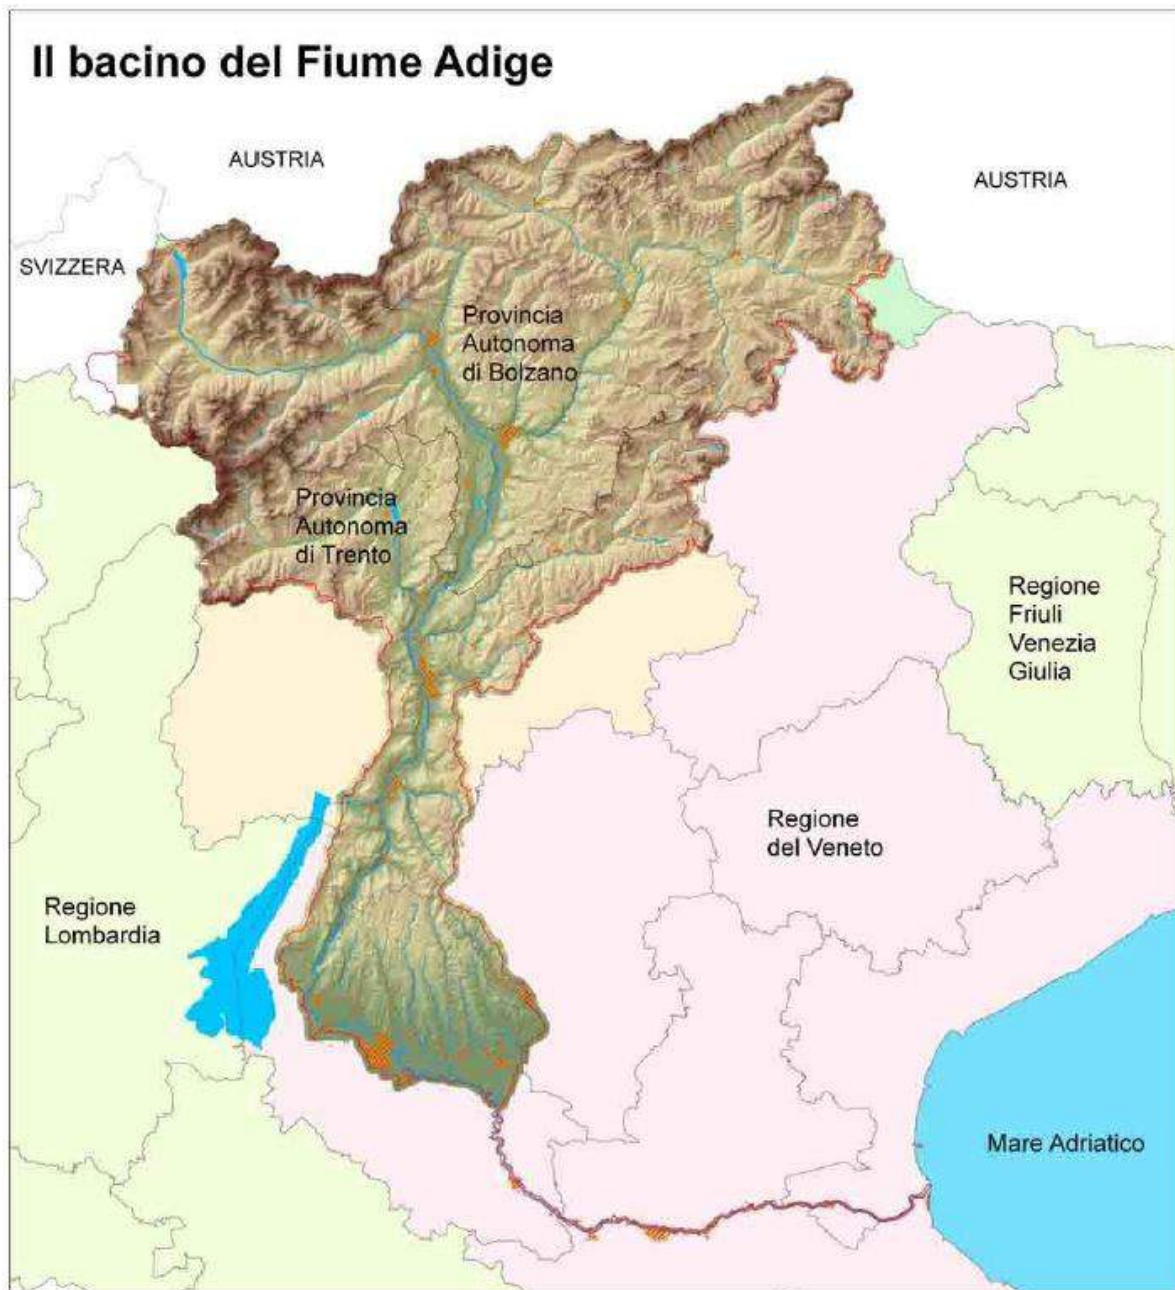 Il bacino del Fiume Adige
AUSTRIA
AUSTRIA
SVIZZERA
Provincia
Autonoma
di Bolzano
Provincia
Autonoma
di Trento
Regione
Friuli
Venezia
Giulia
Regione
del Veneto
Regione
Lombardia
Mare Adriatico